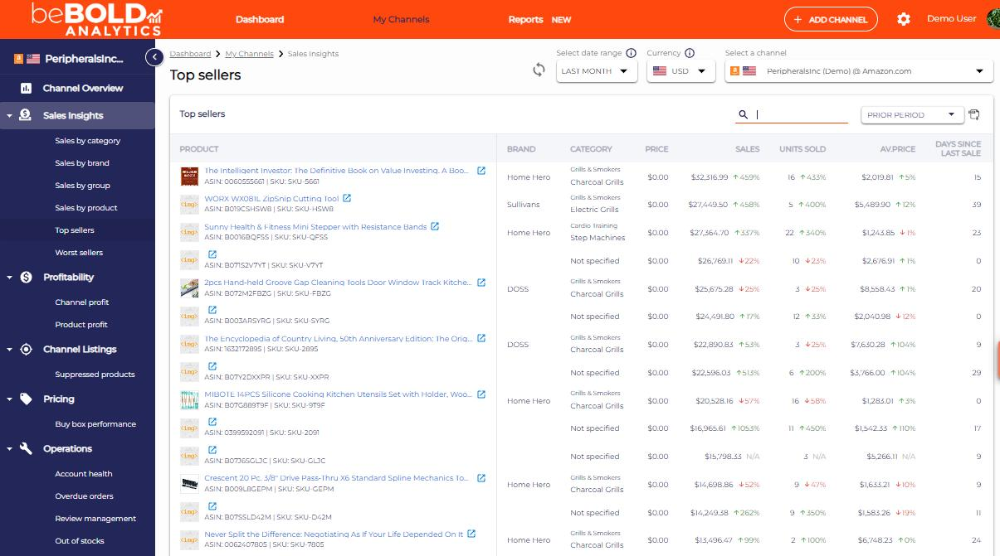 beBOLD
ANALYTICS
Dashboard
My Channels
Reports NEW
+ ADD CHANNEL
Demo User
PeripheralsInc...
Channel Overview
Sales Insights
Sales by category
Sales by brand
Sales by group
Sales by product
Top sellers
Worst sellers
Profitability
Channel profit
Product profit
Channel Listings
Suppressed products
Pricing
Buy box performance
Operations
Account health
Overdue orders
Review management
Out of stocks
Dashboard > My Channels > Sales Insights
Top sellers
Select date range
LAST MONTH
Currency
USD
Select a channel
PeripheralsInc (Demo) @ Amazon.com
Top sellers
PRIOR PERIOD
PRODUCT BRAND CATEGORY PRICE SALES UNITS SOLD AV.PRICE DAYS SINCE
LAST SALE
The Intelligent Investor: The Definitive Book on Value Investing. A Boo...
ASIN: 0060555661 | SKU: SKU-5661
Home Hero
Grills & Smokers
Charcoal Grills
$0.00 $32,316.99 ↑459% 16 ↑433% $2,019.81 ↑5% 15
<img>
WORX WX081L ZipSnip Cutting Tool
ASIN: B019CSHSW8 | SKU: SKU-HSW8
Sullivans
Grills & Smokers
Electric Grills
$0.00 $27,449.50 ↑458% 5 ↑400% $5,489.90 ↑12% 39
<img>
Sunny Health & Fitness Mini Stepper with Resistance Bands
ASIN: B0016BQFSS | SKU: SKU-QFSS
Home Hero
Cardio Training
Step Machines
$0.00 $27,364.70 ↑337% 22 ↑340% $1,243.85 ↓1% 23
<img>
ASIN: B071S2V7YT | SKU: SKU-V7YT
Not specified $0.00 $26,769.11 ↓22% 10 ↓23% $2,676.91 ↑1% 0
2pcs Hand-held Groove Gap Cleaning Tools Door Window Track Kitche...
ASIN: B072M2FBZG | SKU: SKU-FBZG
DOSS
Grills & Smokers
Charcoal Grills
$0.00 $25,675.28 ↓25% 3 ↓25% $8,558.43 ↑1% 20
<img>
ASIN: B003ARSYRG | SKU: SKU-SYRG
Not specified $0.00 $24,491.80 ↑17% 12 ↑33% $2,040.98 ↓12% 0
<img>
The Encyclopedia of Country Living, 50th Anniversary Edition: The Orig...
ASIN: 1632172895 | SKU: SKU-2895
DOSS
Grills & Smokers
Charcoal Grills
$0.00 $22,890.83 ↑53% 3 ↓25% $7,630.28 ↑104% 9
<img>
ASIN: B07Y2DXXPR | SKU: SKU-XXPR
Not specified $0.00 $22,596.03 ↑513% 6 ↑200% $3,766.00 ↑104% 29
MIBOTE 14PCS Silicone Cooking Kitchen Utensils Set with Holder, Woo...
ASIN: B07G889T9F | SKU: SKU-9T9F
Home Hero
Grills & Smokers
Charcoal Grills
$0.00 $20,528.16 ↓57% 16 ↓58% $1,283.01 ↑3% 0
<img>
ASIN: 0399592091 | SKU: SKU-2091
Not specified $0.00 $16,965.61 ↑1053% 11 ↑450% $1,542.33 ↑110% 17
<img>
ASIN: B07J6SGLJC | SKU: SKU-GLJC
Not specified $0.00 $15,798.33 N/A 3 N/A $5,266.11 N/A 9
Crescent 20 Pc. 3/8" Drive Pass-Thru X6 Standard Spline Mechanics To...
ASIN: B009L8GEPM | SKU: SKU-GEPM
Home Hero
Grills & Smokers
Charcoal Grills
$0.00 $14,698.86 ↓52% 9 ↓47% $1,633.21 ↓10% 9
<img>
ASIN: B07SSLD42M | SKU: SKU-D42M
Not specified $0.00 $14,249.38 ↑262% 9 ↑350% $1,583.26 ↓19% 11
<img>
Never Split the Difference: Negotiating As If Your Life Depended On It
ASIN: 0062407805 | SKU: SKU-7805
Home Hero
Grills & Smokers
Charcoal Grills
$0.00 $13,496.47 ↑99% 2 ↑100% $6,748.23 ↑0% 24